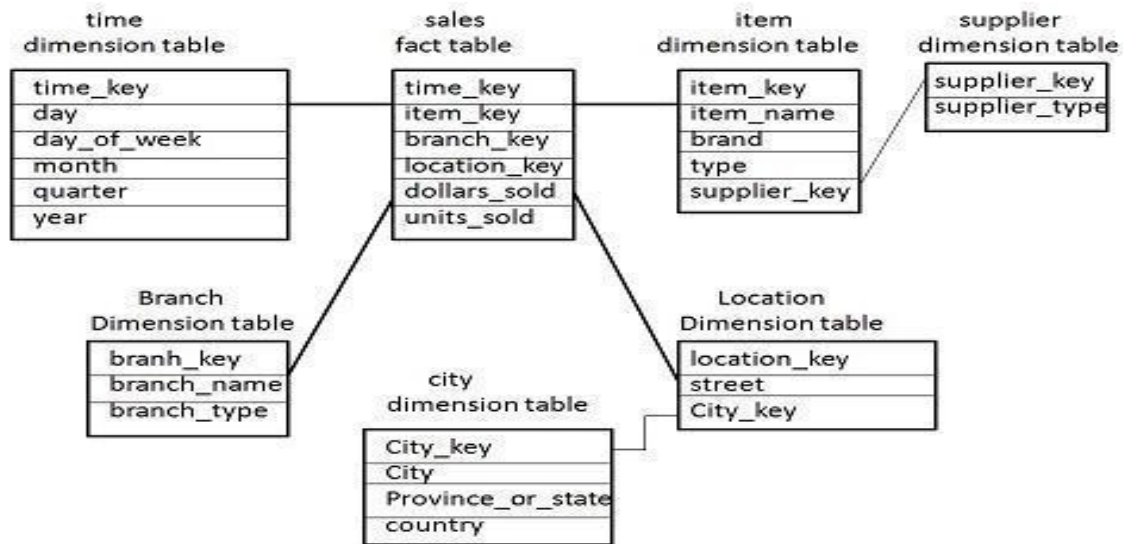 time
dimension table
time_key
day
day_of_week
month
quarter
year
sales
fact table
time_key
item_key
branch_key
location_key
dollars_sold
units_sold
item
dimension table
item_key
item_name
brand
type
supplier_key
supplier
dimension table
supplier_key
supplier_type
Branch
Dimension table
branh_key
branch_name
branch_type
city
dimension table
City_key
City
Province_or_state
country
Location
Dimension table
location_key
street
City_key